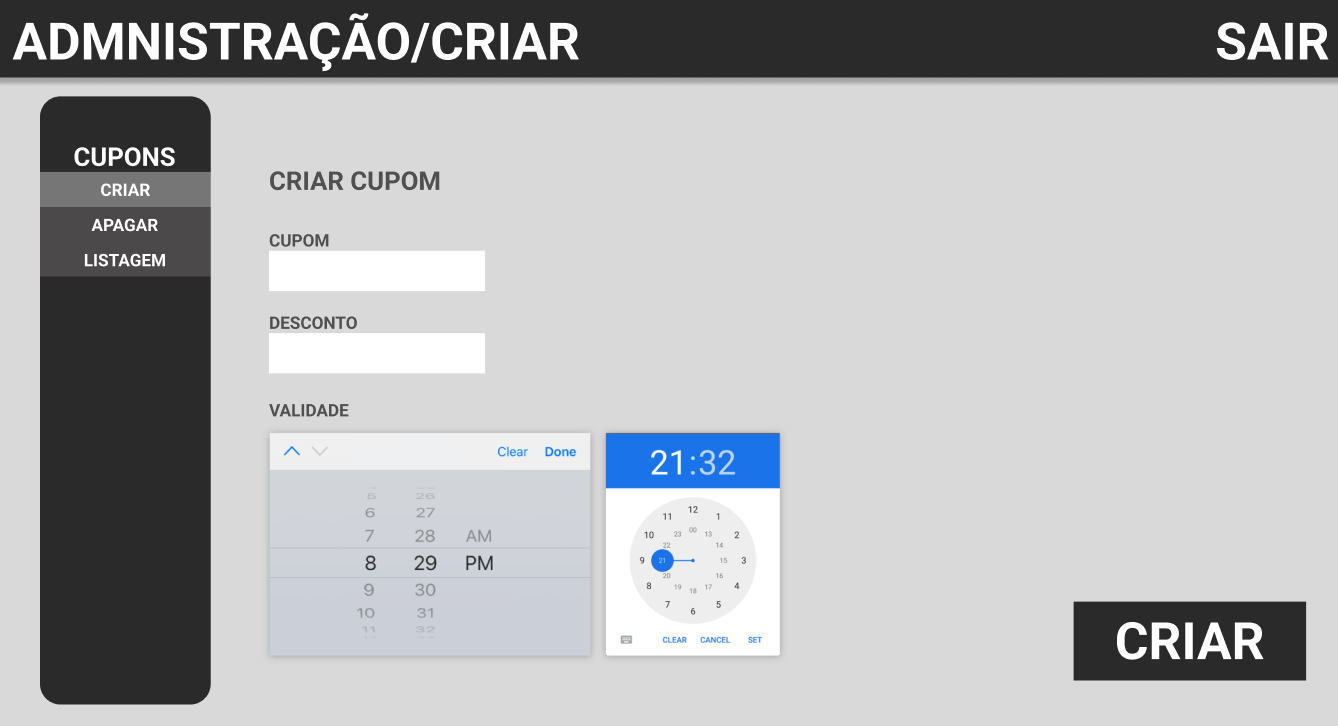 ADMNISTRAÇÃO/CRIAR
SAIR
CUPONS
CRIAR
APAGAR
LISTAGEM
CRIAR CUPOM
CUPOM
DESCONTO
VALIDADE
Clear Done
5 26
6 27
7 28 AM
8 29 PM
9 30
10 31
11 32
21:32
12
11 1
00
23 13
10 2
22 14
9 21 15 3
20 16
8 4
19 17
18
7 5
6
CLEAR CANCEL SET
CRIAR